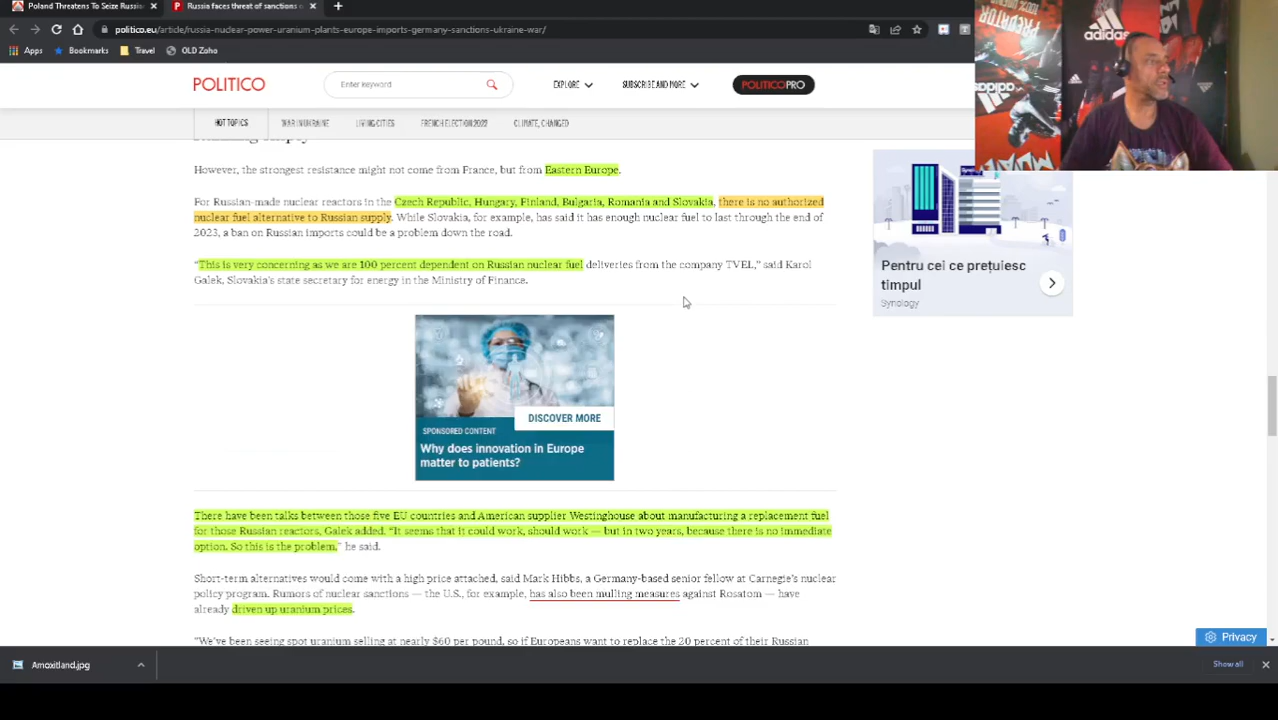 Poland Threatens To Seize Russia
Russia faces threat of sanctions o
politico.eu/article/russia-nuclear-power-uranium-plants-europe-imports-germany-sanctions-ukraine-war/
Apps
Bookmarks
Travel
OLD Zoho
PREDATOR
100% UNFAIR
adidas
POLITICO
Enter keyword
EXPLORE
SUBSCRIBE AND MORE
POLITICOPRO
HOT TOPICS
WAR IN UKRAINE
LIVING CITIES
FRENCH ELECTION 2022
CLIMATE, CHANGED
However, the strongest resistance might not come from France, but from Eastern Europe.
For Russian-made nuclear reactors in the Czech Republic, Hungary, Finland, Bulgaria, Romania and Slovakia, there is no authorized
nuclear fuel alternative to Russian supply. While Slovakia, for example, has said it has enough nuclear fuel to last through the end of
2023, a ban on Russian imports could be a problem down the road.
“This is very concerning as we are 100 percent dependent on Russian nuclear fuel deliveries from the company TVEL,” said Karol
Galek, Slovakia's state secretary for energy in the Ministry of Finance.
Pentru cei ce prețuiesc
timpul
Synology
DISCOVER MORE
SPONSORED CONTENT
Why does innovation in Europe
matter to patients?
There have been talks between those five EU countries and American supplier Westinghouse about manufacturing a replacement fuel
for those Russian reactors, Galek added. “It seems that it could work, should work — but in two years, because there is no immediate
option. So this is the problem,” he said.
Short-term alternatives would come with a high price attached, said Mark Hibbs, a Germany-based senior fellow at Carnegie's nuclear
policy program. Rumors of nuclear sanctions — the U.S., for example, has also been mulling measures against Rosatom — have
already driven up uranium prices.
“We've been seeing spot uranium selling at nearly $60 per pound, so if Europeans want to replace the 20 percent of their Russian
Privacy
Amoxitland.jpg
Show all